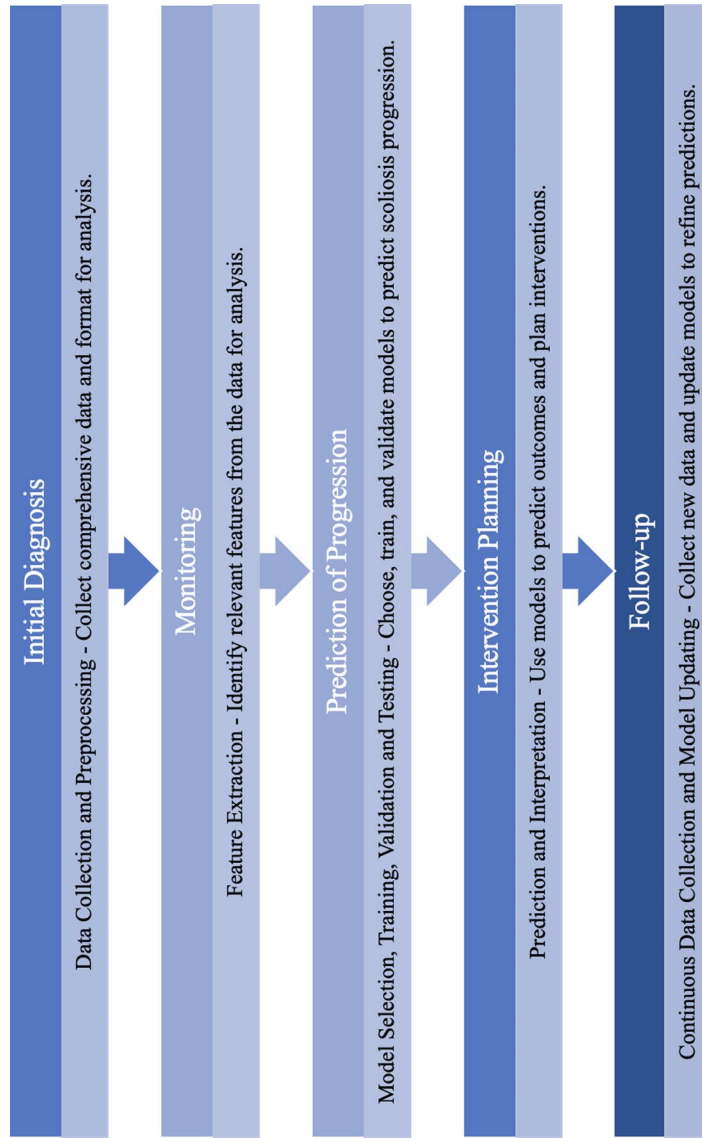 Initial Diagnosis
Data Collection and Preprocessing - Collect comprehensive data and format for analysis.
Monitoring
Feature Extraction - Identify relevant features from the data for analysis.
Prediction of Progression
Model Selection, Training, Validation and Testing - Choose, train, and validate models to predict scoliosis progression.
Intervention Planning
Prediction and Interpretation - Use models to predict outcomes and plan interventions.
Follow-up
Continuous Data Collection and Model Updating - Collect new data and update models to refine predictions.